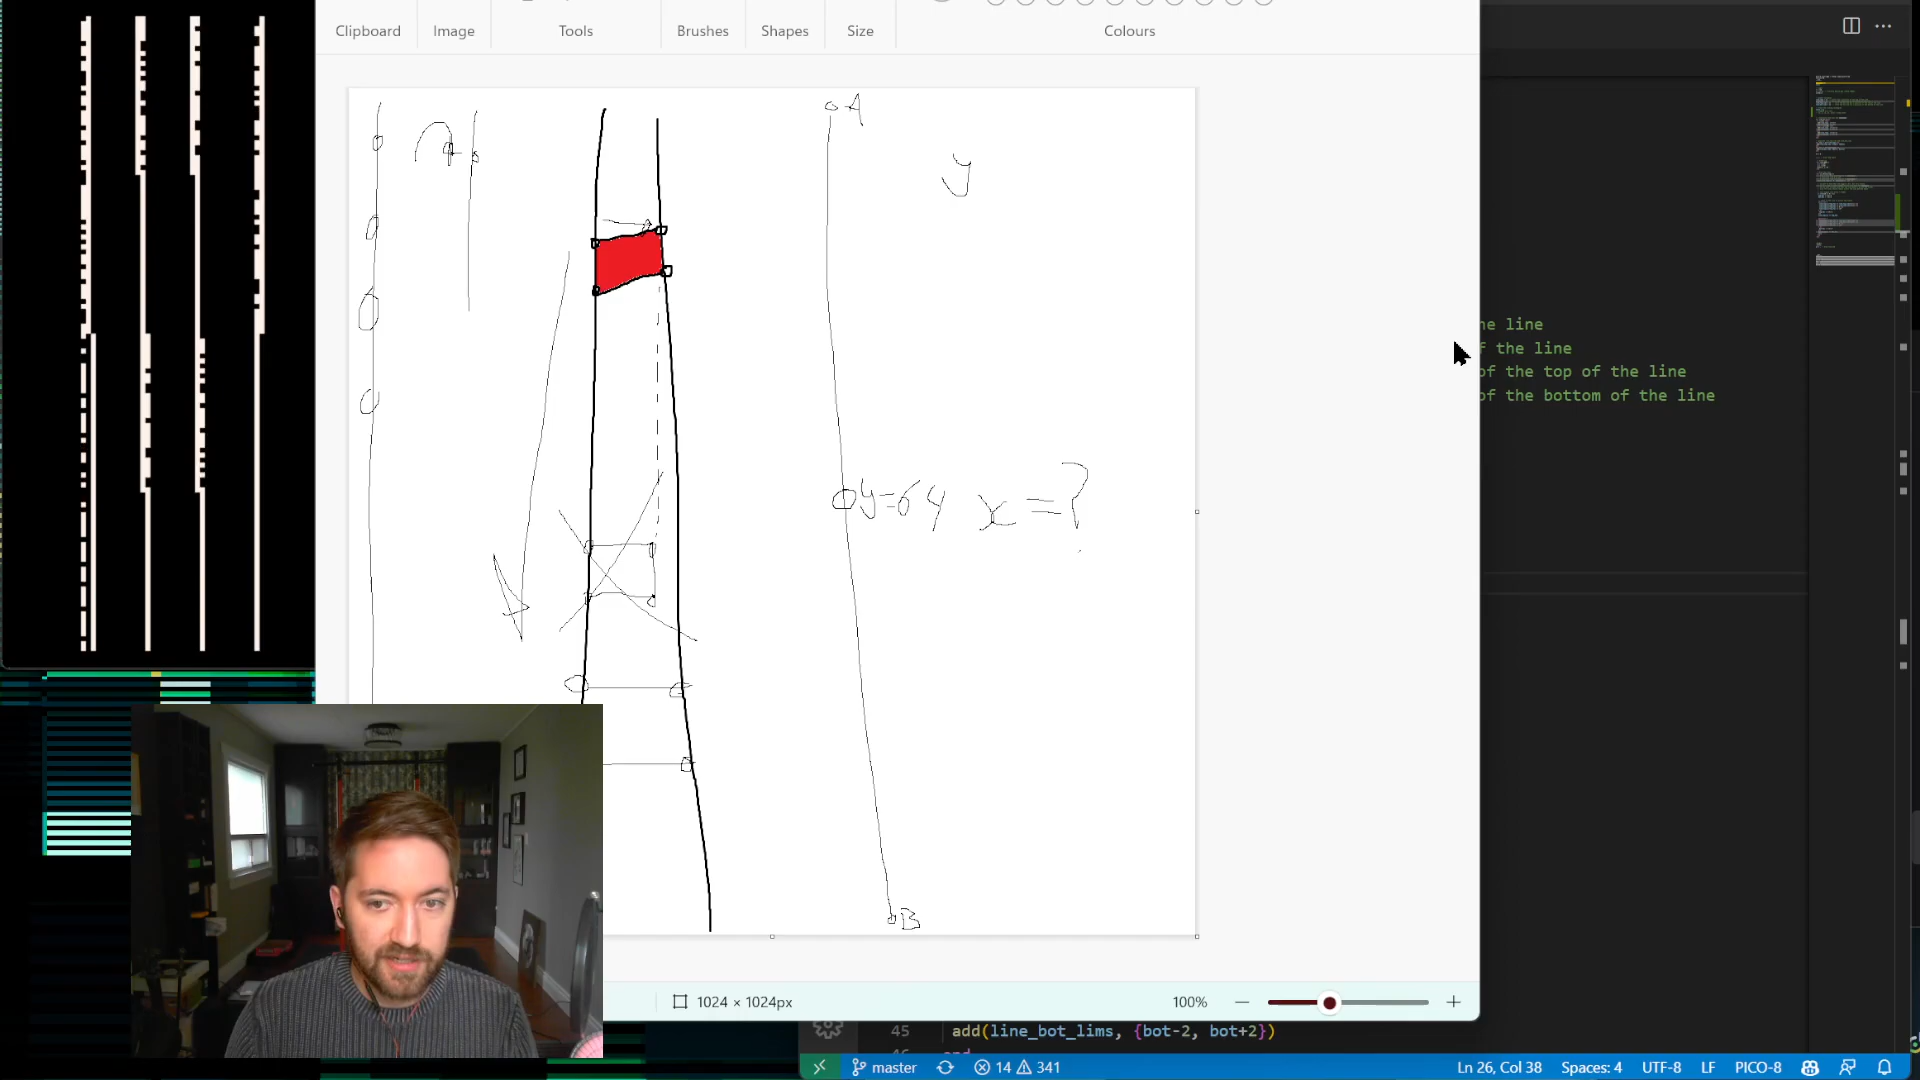 Clipboard
Image
Tools
Brushes
Shapes
Size
Colours
A
y
y=64 x=?
B
he line
f the line
of the top of the line
of the bottom of the line
1024 × 1024px
100%
45 add(line_bot_lims, {bot-2, bot+2})
master
14 341
Ln 26, Col 38
Spaces: 4
UTF-8
LF
PICO-8